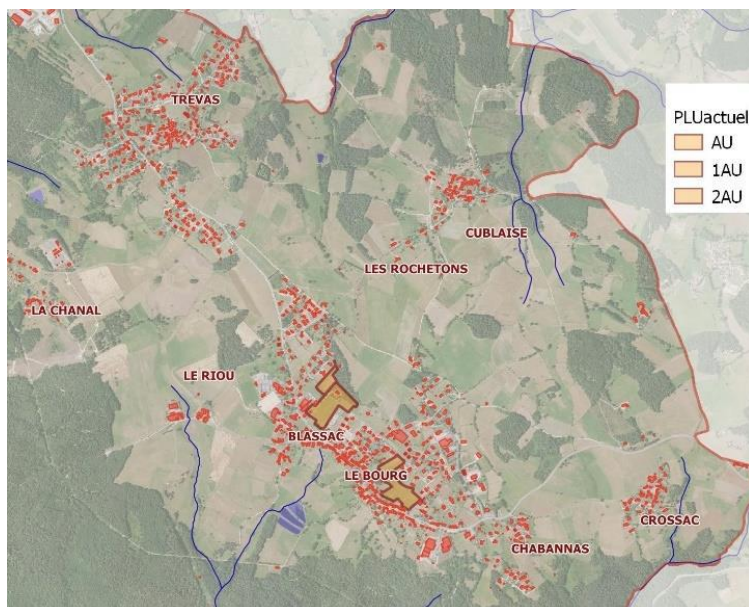 TREVAS
PLUactuel
AU
1AU
2AU
CUBLAISE
LES ROCHETONS
LA CHANAL
LE RIOU
BLASSAC
LE BOURG
CROSSAC
CHABANNAS